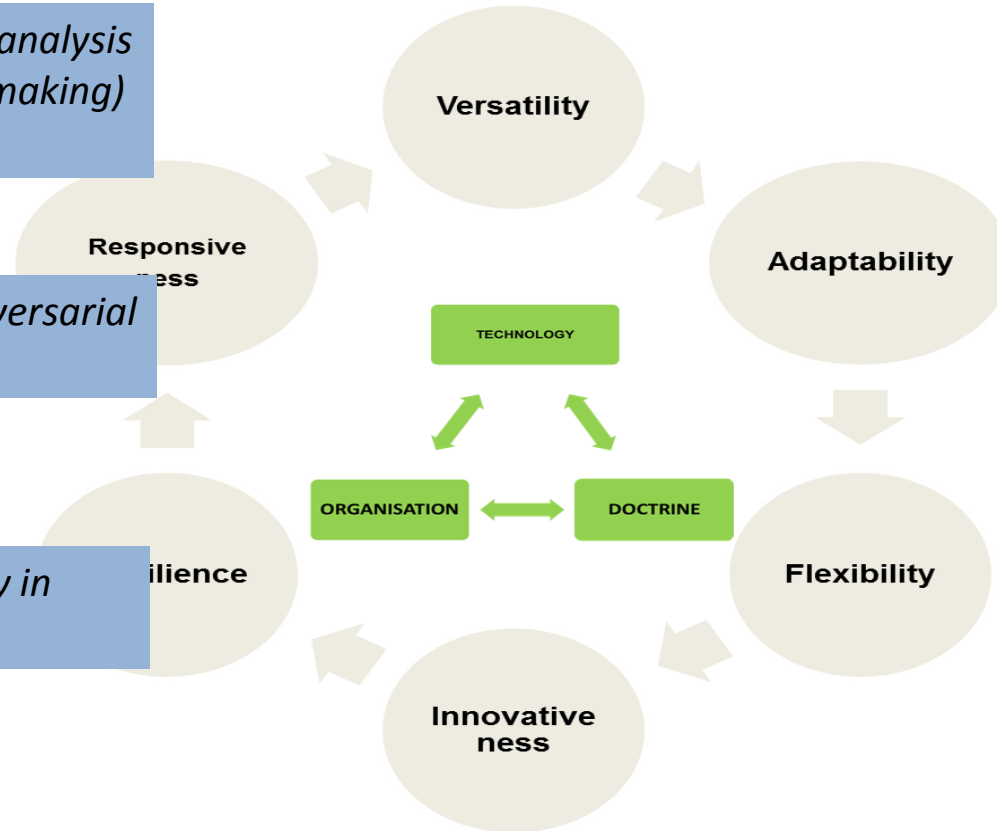 analysis
making)
Versatility
Responsive
ness
Adaptability
versarial
TECHNOLOGY
ORGANISATION
DOCTRINE
y in
ilience
Flexibility
Innovative
ness